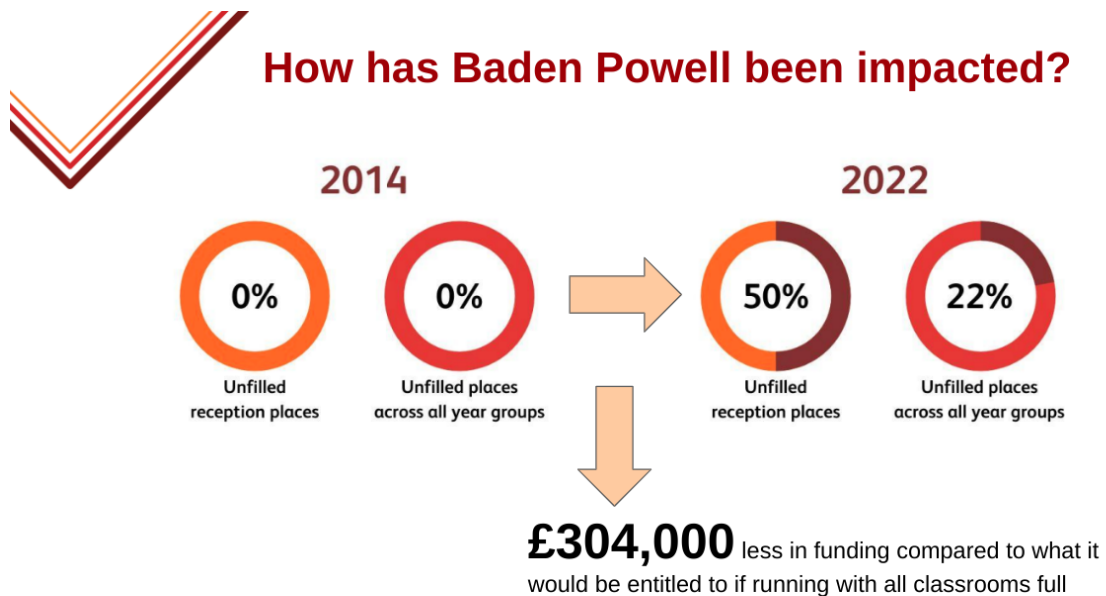 How has Baden Powell been impacted?
2014
2022
0%
0%
50%
22%
Unfilled
reception places
Unfilled places
across all year groups
Unfilled
reception places
Unfilled places
across all year groups
£304,000 less in funding compared to what it
would be entitled to if running with all classrooms full